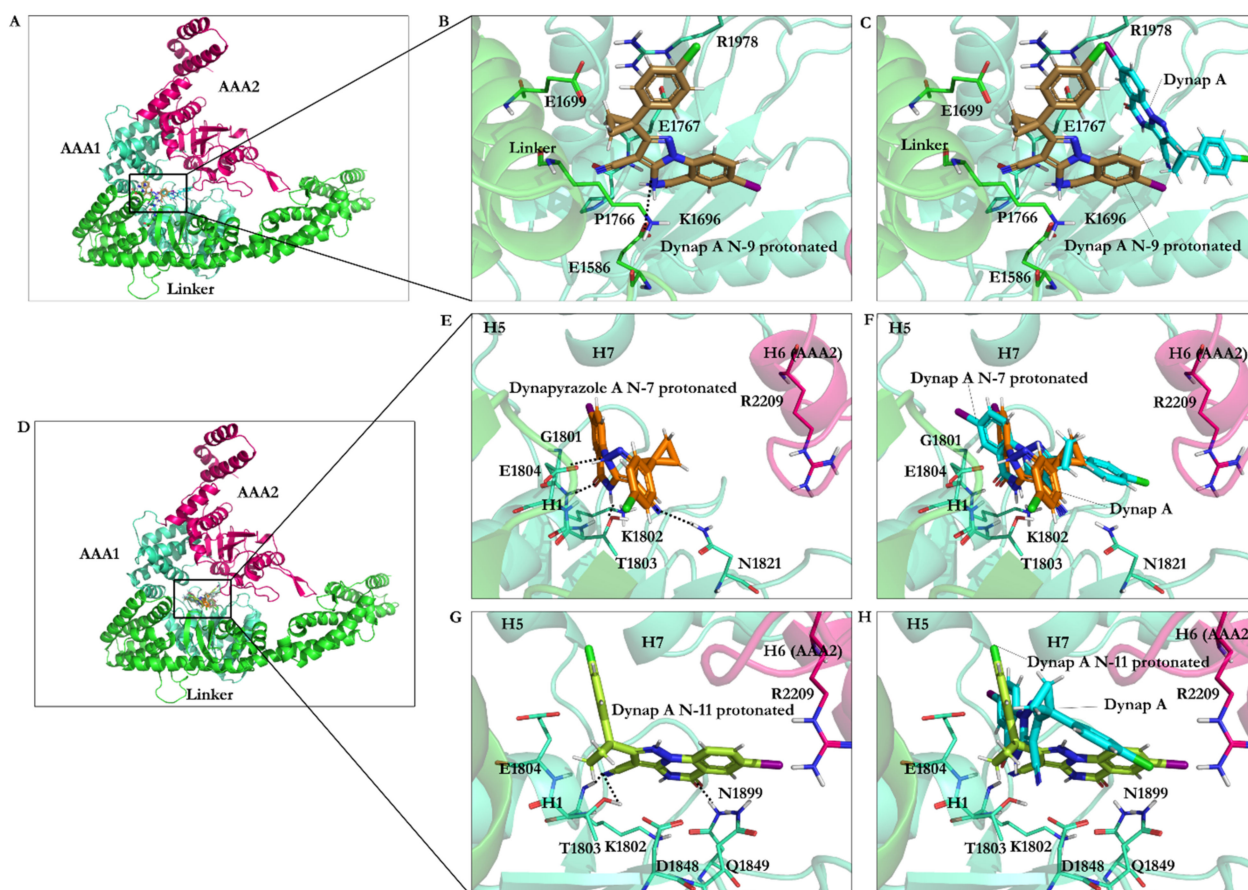 A
AAA2
AAA1
Linker
B
R1978
E1699
E1767
Linker
P1766
K1696
Dynap A N-9 protonated
E1586
C
R1978
Dynap A
E1699
E1767
Linker
P1766
K1696
Dynap A N-9 protonated
E1586
D
AAA2
AAA1
Linker
E
H5
H7
H6 (AAA2)
Dynapyrazole A N-7 protonated
R2209
G1801
E1804
H1
K1802
T1803
N1821
F
H5
H7
H6 (AAA2)
Dynap A N-7 protonated
R2209
G1801
E1804
H1
Dynap A
K1802
T1803
N1821
G
H5
H7
H6 (AAA2)
R2209
Dynap A N-11 protonated
E1804
N1899
H1
T1803
K1802
D1848
Q1849
H
H5
H7
H6 (AAA2
Dynap A N-11 protonated
R2209
Dynap A
E1804
N1899
H1
T1803
K1802
D1848
Q1849